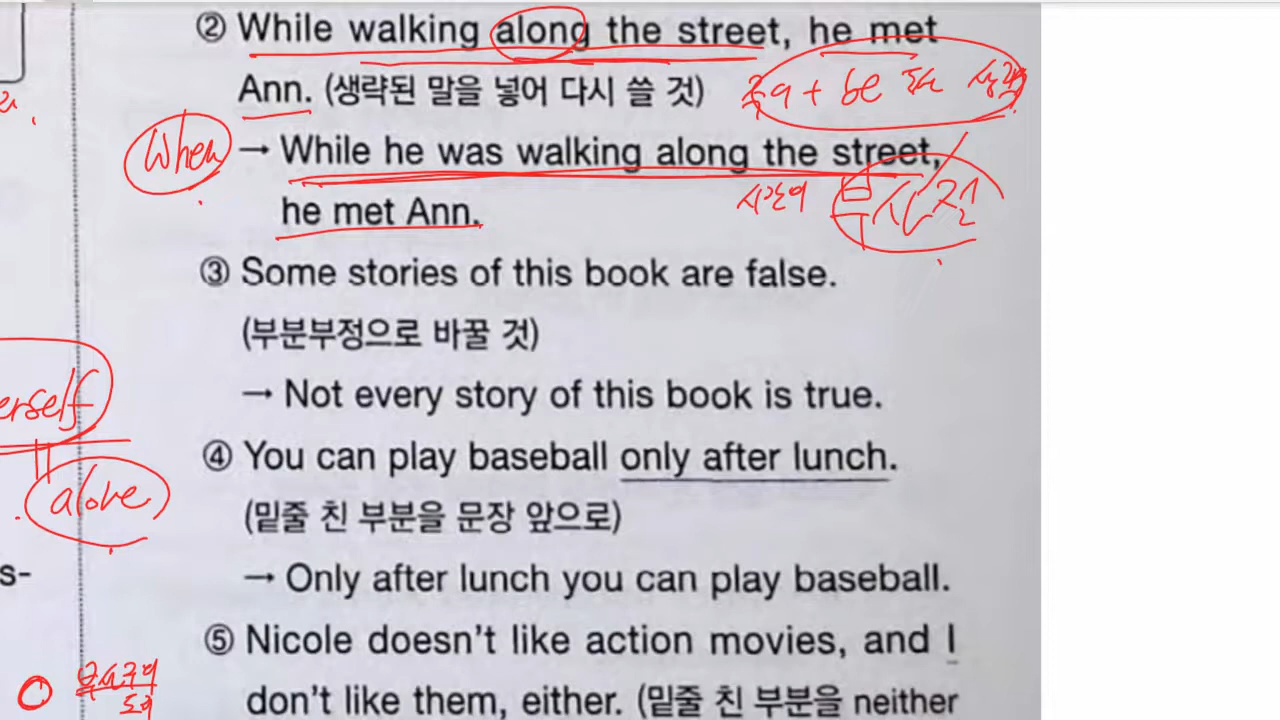 ② While walking along the street, he met
Ann. (생략된 말을 넣어 다시 쓸 것)
주어 + be 동사 생략
When
→ While he was walking along the street,
시간의 부사절
he met Ann.
③ Some stories of this book are false.
(부분부정으로 바꿀 것)
erself
→ Not every story of this book is true.
④ You can play baseball only after lunch.
alone
(밑줄 친 부분을 문장 앞으로)
s-
→ Only after lunch you can play baseball.
⑤ Nicole doesn't like action movies, and I
don't like them, either. (밑줄 친 부분을 neither